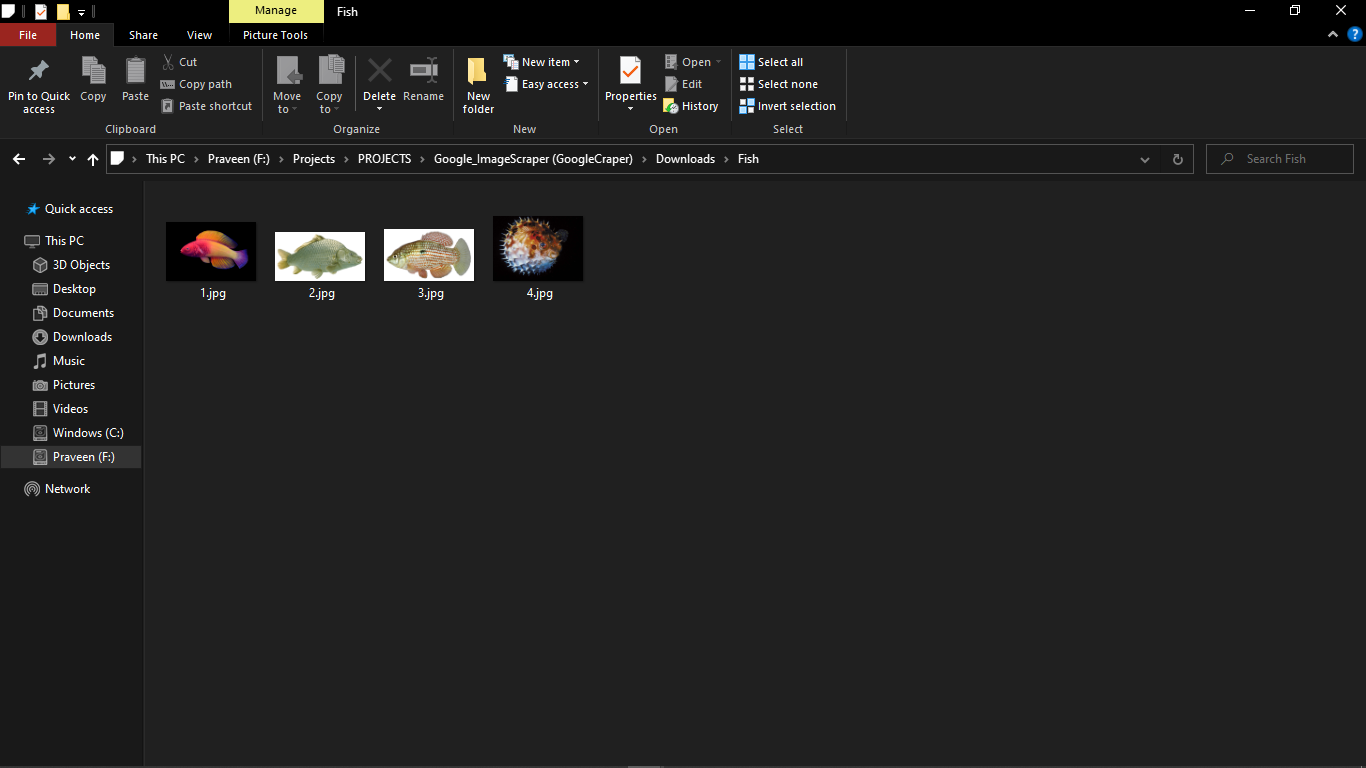 Manage
Fish
File
Home
Share
View
Picture Tools
Pin to Quick access
Copy
Paste
Cut
Copy path
Paste shortcut
Clipboard
Move to
Copy to
Delete
Rename
Organize
New folder
New item
Easy access
New
Properties
Open
Edit
History
Open
Select all
Select none
Invert selection
Select
This PC > Praveen (F:) > Projects > PROJECTS > Google_ImageScraper (GoogleCraper) > Downloads > Fish
Search Fish
Quick access
This PC
3D Objects
Desktop
Documents
Downloads
Music
Pictures
Videos
Windows (C:)
Praveen (F:)
Network
1.jpg
2.jpg
3.jpg
4.jpg